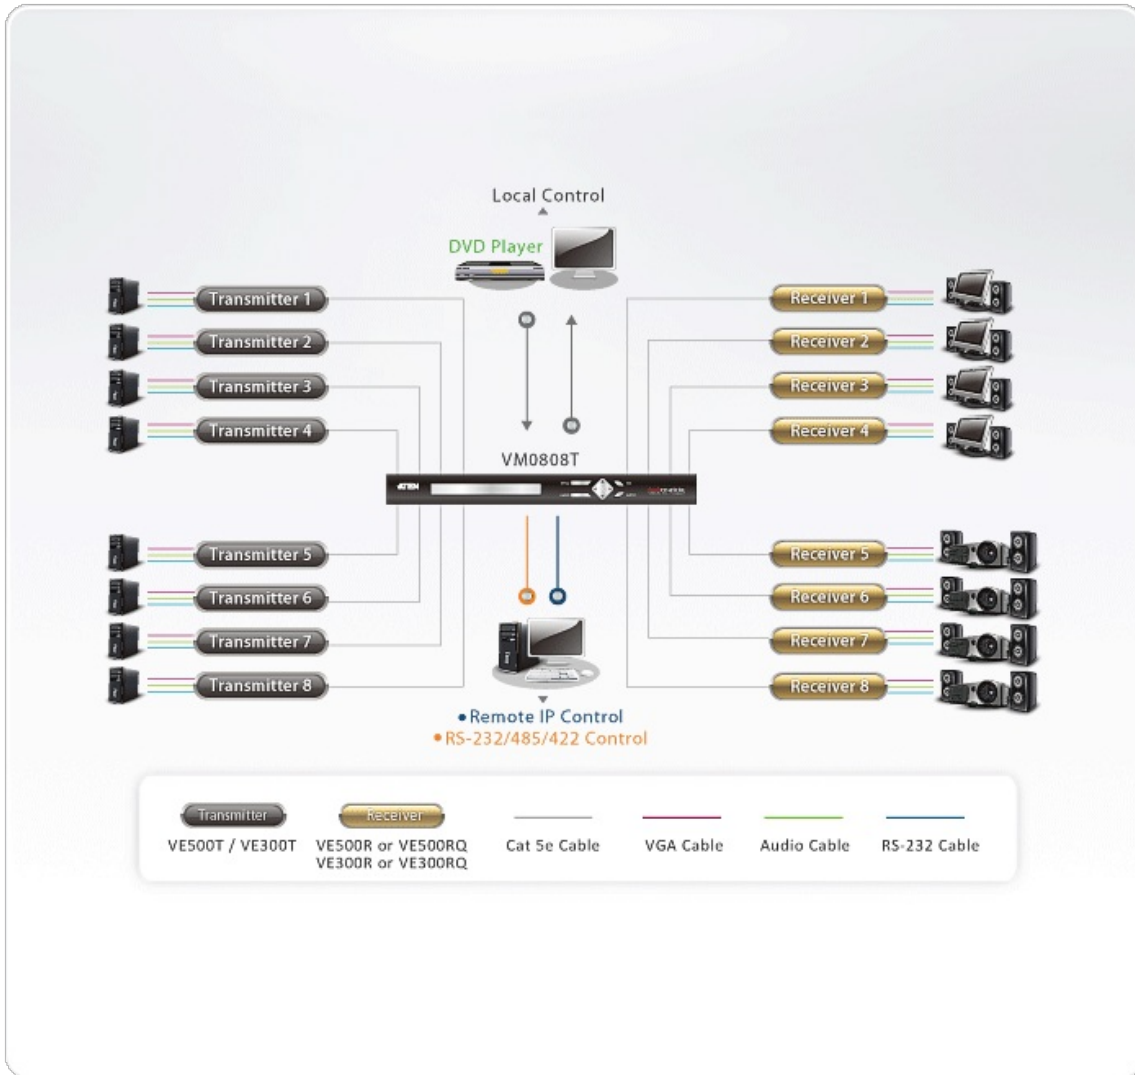 Local Control
DVD Player
Transmitter 1
Transmitter 2
Transmitter 3
Transmitter 4
Receiver 1
Receiver 2
Receiver 3
Receiver 4
VM0808T
ATEN
Transmitter 5
Transmitter 6
Transmitter 7
Transmitter 8
Receiver 5
Receiver 6
Receiver 7
Receiver 8
• Remote IP Control
• RS-232/485/422 Control
Transmitter
VE500T / VE300T
Receiver
VE500R or VE500RQ
VE300R or VE300RQ
Cat 5e Cable
VGA Cable
Audio Cable
RS-232 Cable